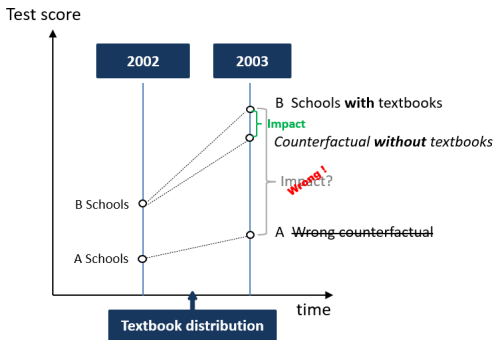 Test score
2002
2003
B Schools with textbooks
Impact
Counterfactual without textbooks
Impact?
Wrong !
B Schools
A Wrong counterfactual
A Schools
time
Textbook distribution